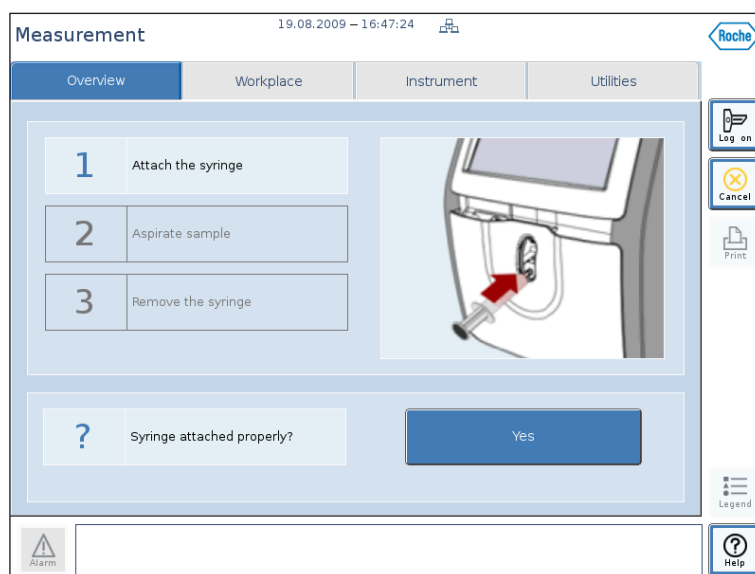 Measurement
19.08.2009 – 16:47:24
Roche
Overview
Workplace
Instrument
Utilities
Log on
Cancel
Print
1
Attach the syringe
2
Aspirate sample
3
Remove the syringe
?
Syringe attached properly?
Yes
Legend
Alarm
?
Help